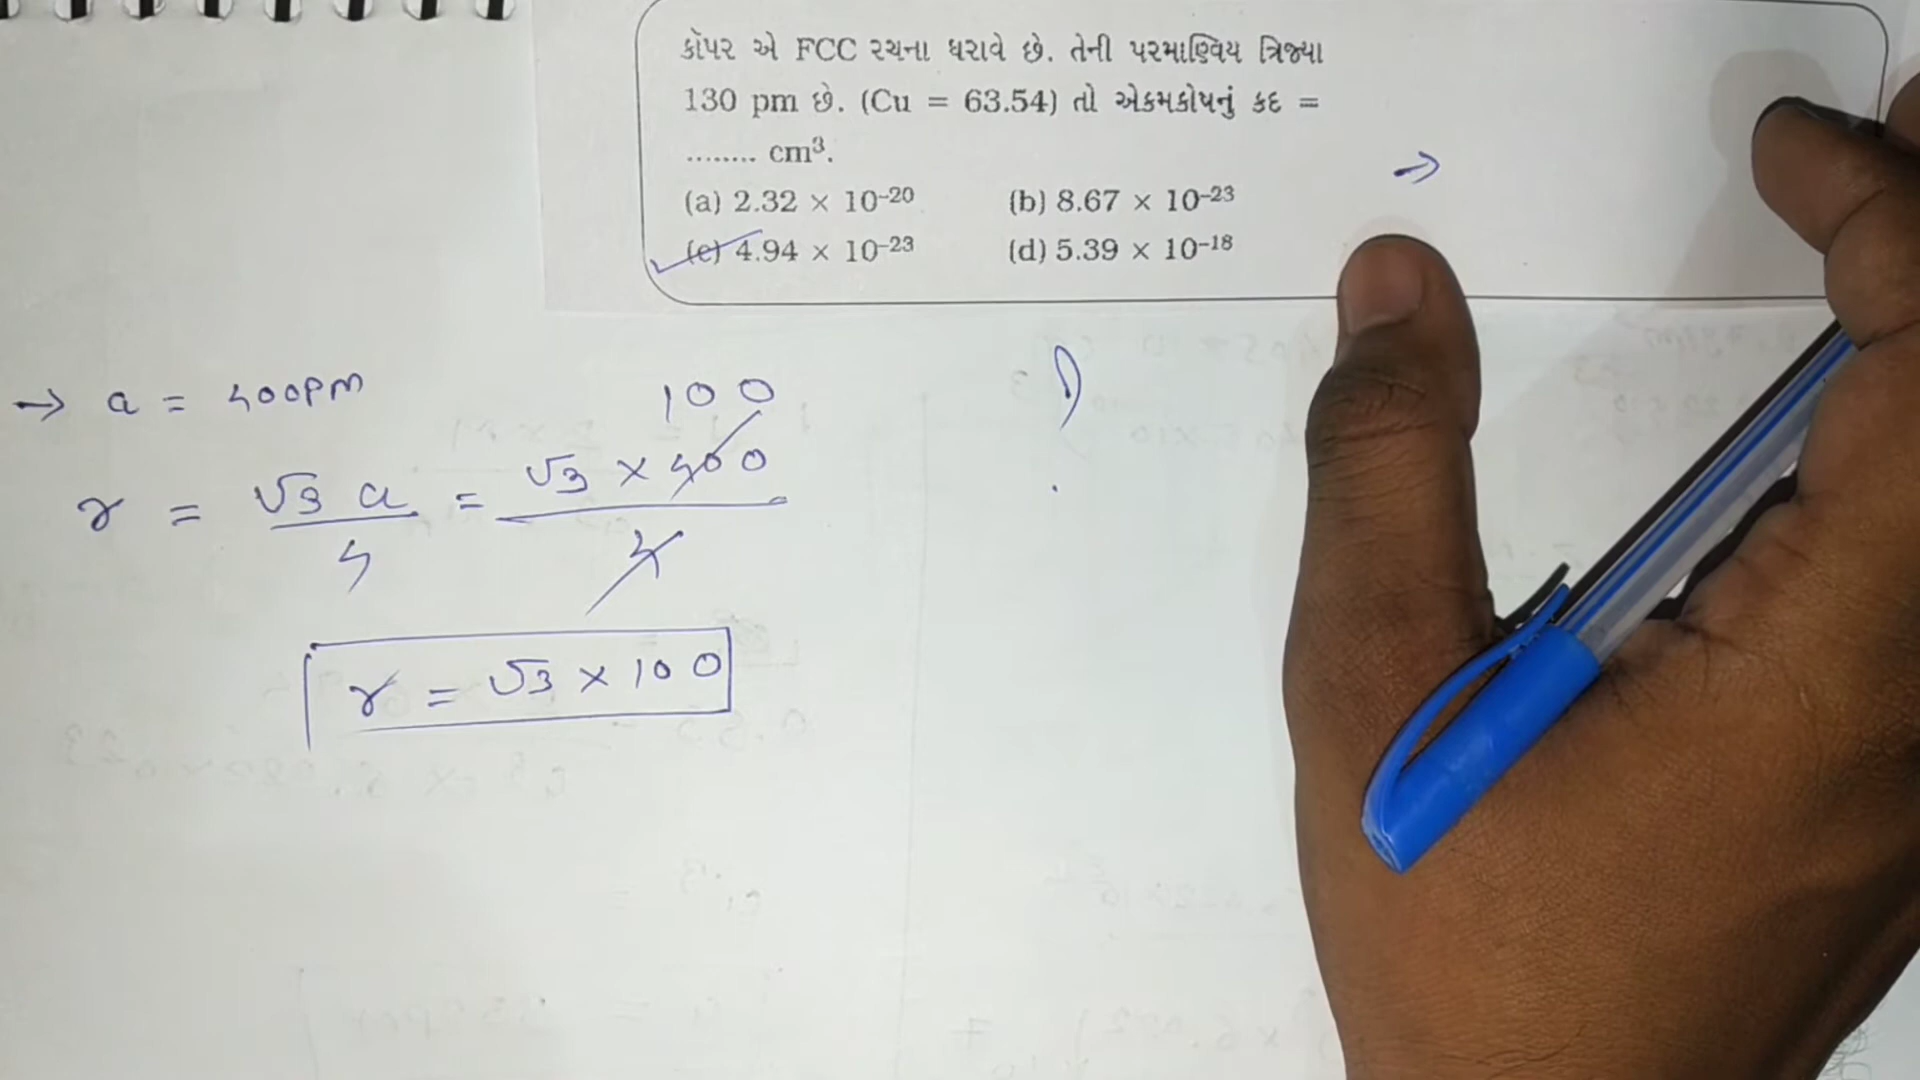 કૉપર એ FCC રચના ધરાવે છે. તેની પરમાણ્વિય ત્રિજ્યા
130 pm છે. (Cu = 63.54) તો એકમકોષનું કદ =
........ cm³.
(a) 2.32 × 10⁻²⁰ (b) 8.67 × 10⁻²³
(c) 4.94 × 10⁻²³ (d) 5.39 × 10⁻¹⁸
→
→ a = 400pm
100
r = √3 a / 4 = √3 × 400 / 4
r = √3 × 100